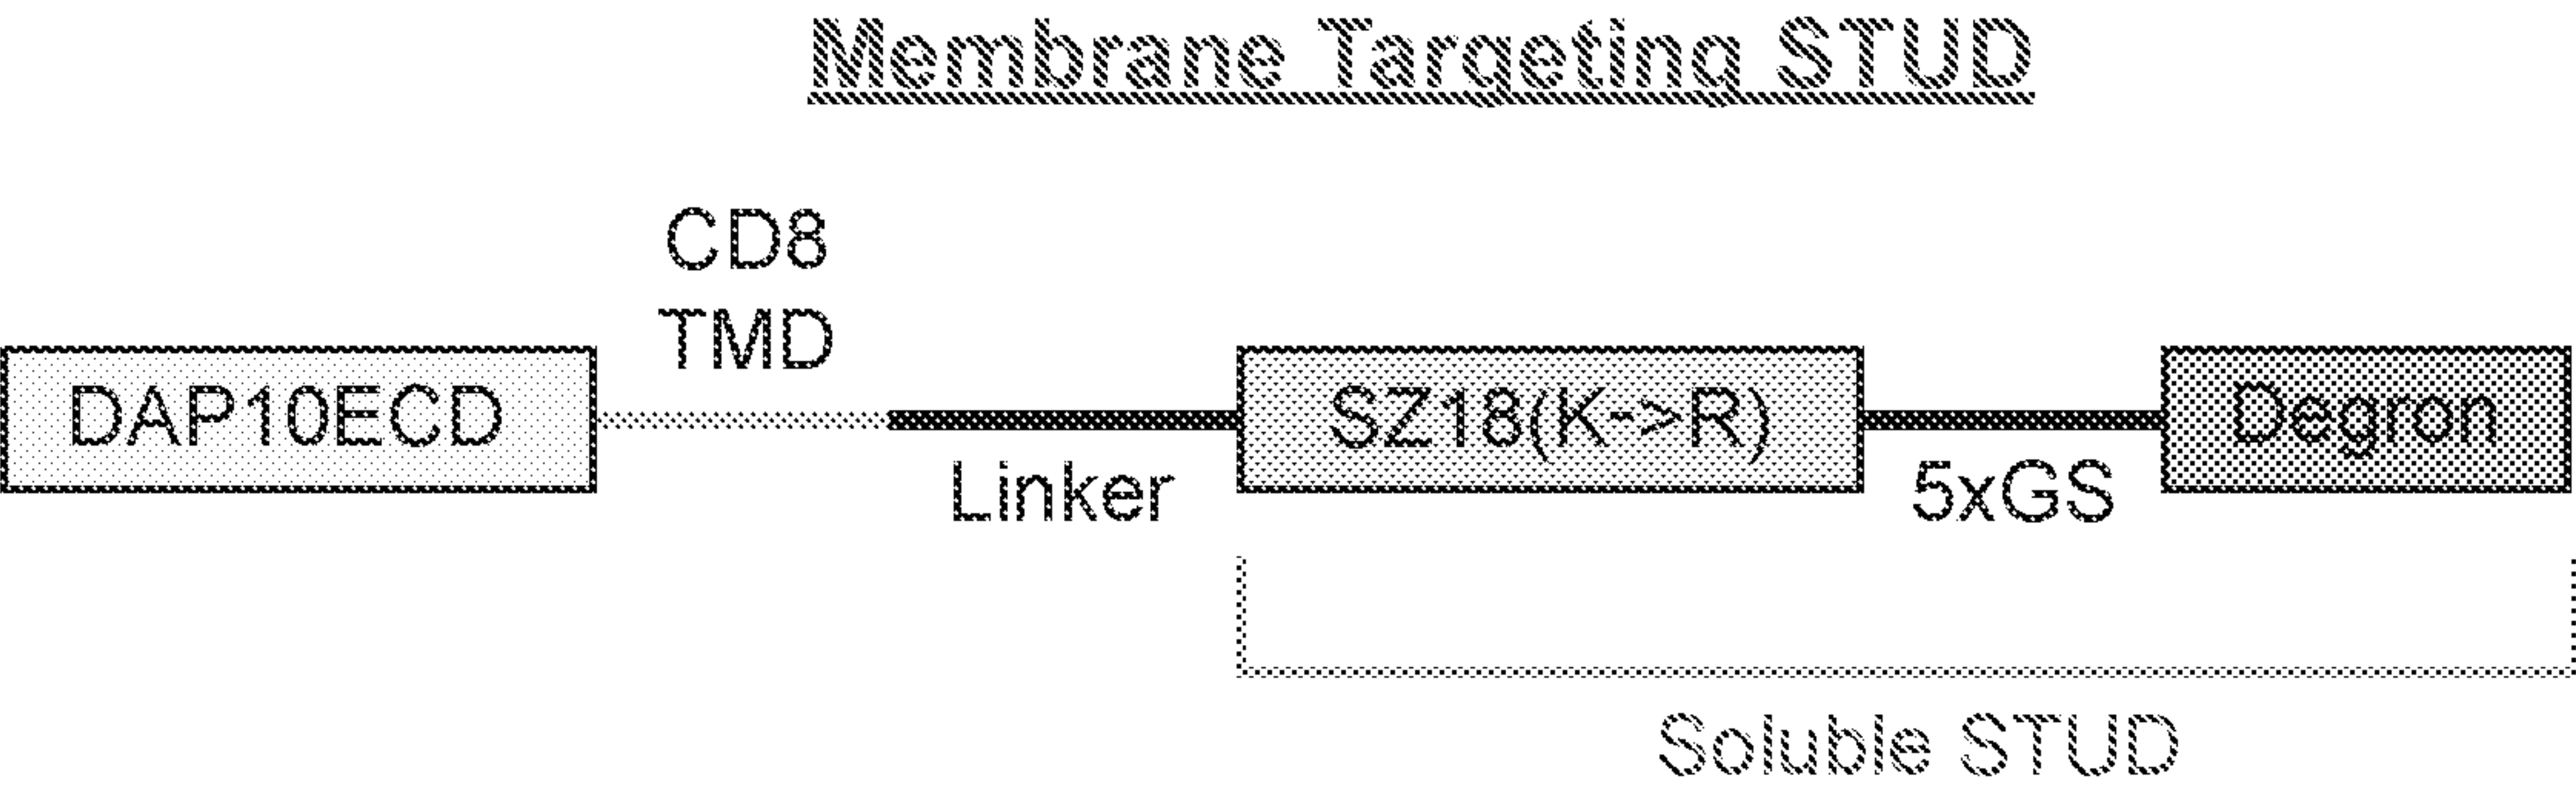 Membrane Targeting STUD
CD8
TMD
DAP10ECD
SZ18(K->R)
Degron
Linker
5xGS
Soluble STUD